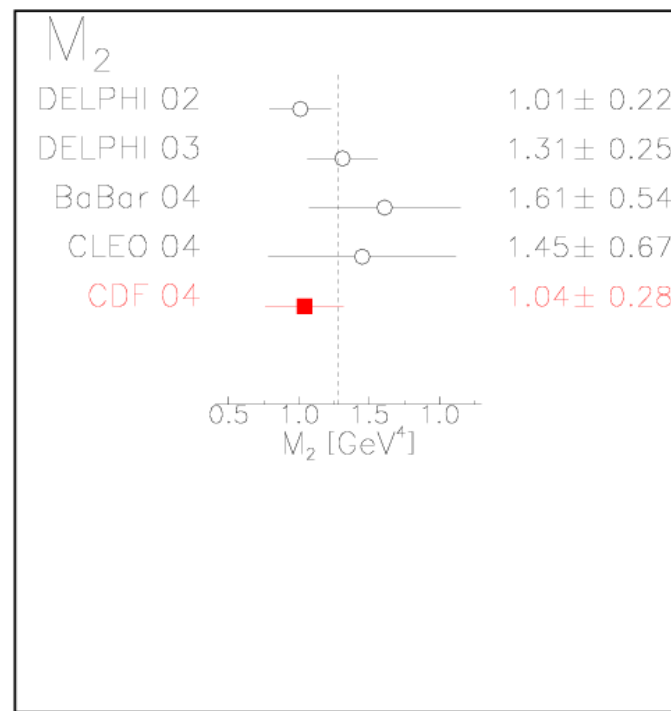 M₂
DELPHI 02 1.01± 0.22
DELPHI 03 1.31± 0.25
BaBar 04 1.61± 0.54
CLEO 04 1.45± 0.67
CDF 04 1.04± 0.28
0.5 1.0 1.5 1.0
M₂ [GeV⁴]